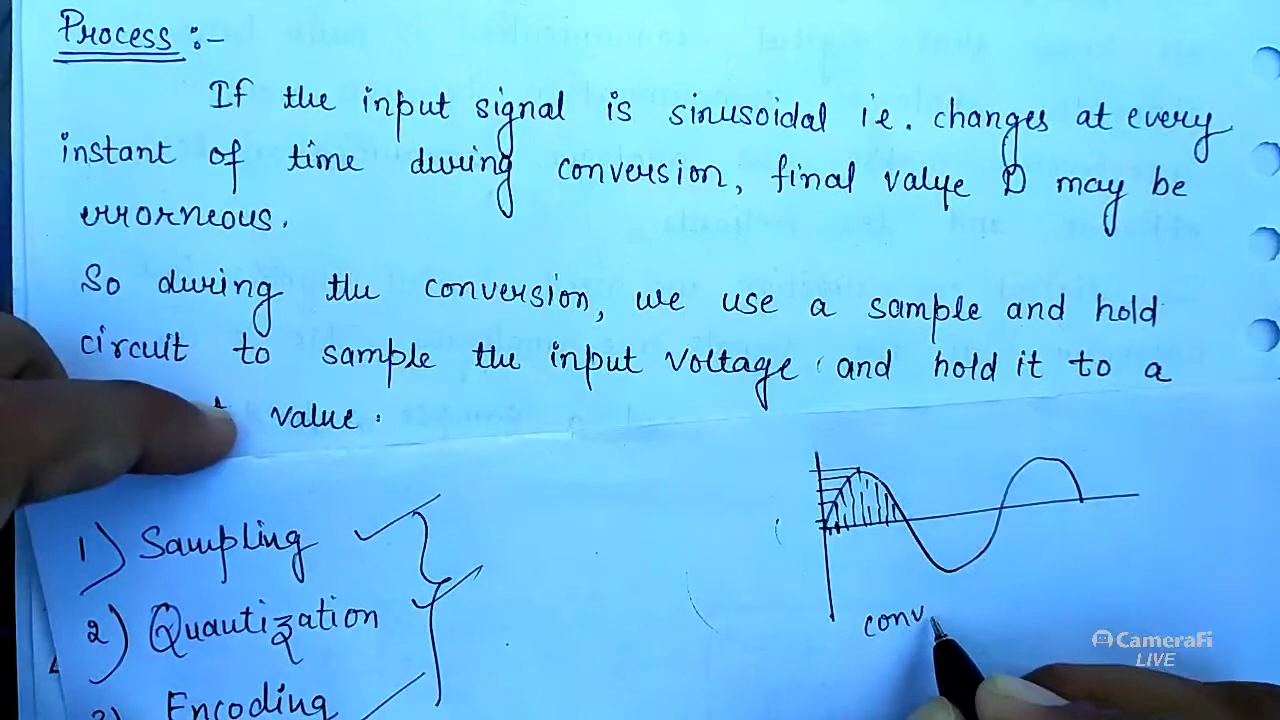 Process :-
If the input signal is sinusoidal i.e. changes at every
instant of time during conversion, final value D may be
errorneous.
So during the conversion, we use a sample and hold
circuit to sample the input voltage and hold it to a
value.
1) Sampling
2) Quantization
3) Encoding
conv
CameraFi
LIVE